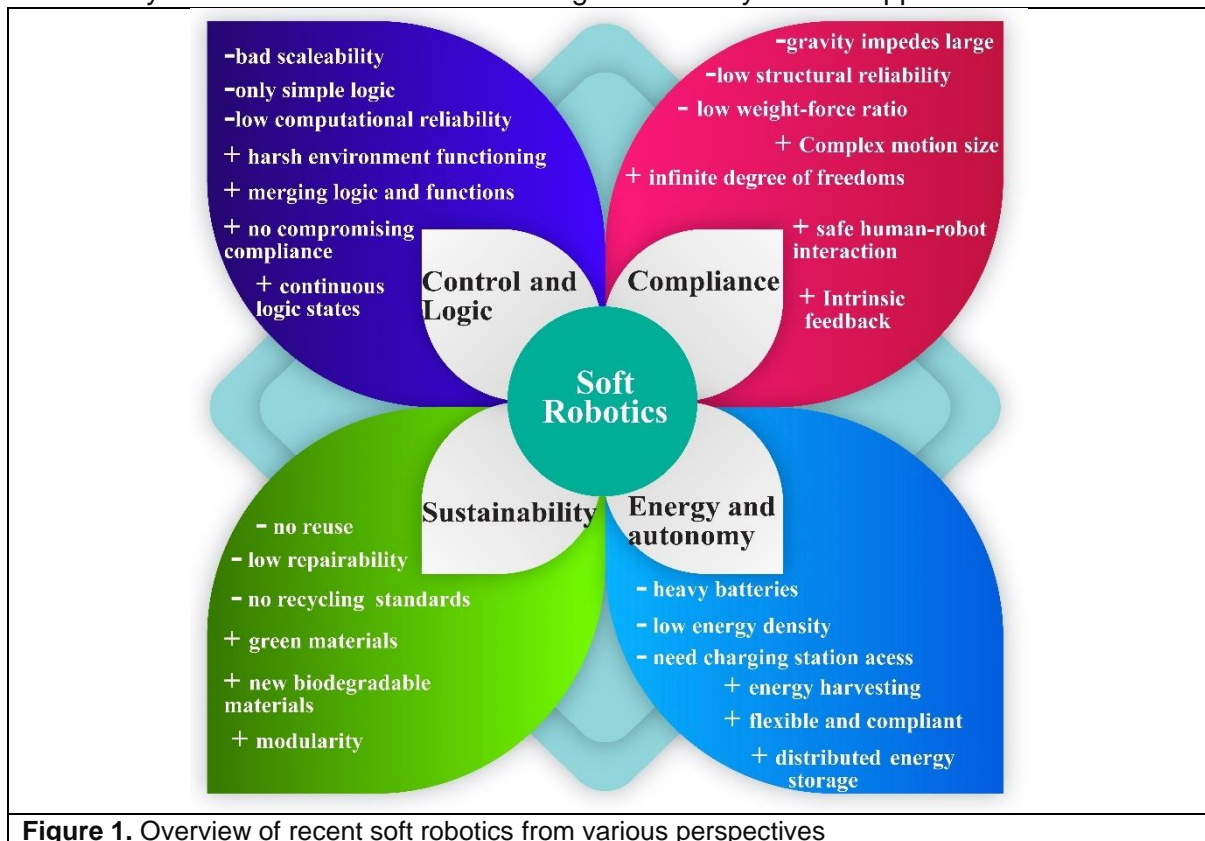 -bad scaleability
-only simple logic
-low computational reliability
+ harsh environment functioning
+ merging logic and functions
+ no compromising
compliance
+ continuous
logic states
Control and
Logic
-gravity impedes large
-low structural reliability
- low weight-force ratio
+ Complex motion size
+ infinite degree of freedoms
+ safe human-robot
interaction
+ Intrinsic
feedback
Compliance
Soft
Robotics
Sustainability
- no reuse
- low repairability
- no recycling standards
+ green materials
+ new biodegradable
materials
+ modularity
Energy and
autonomy
- heavy batteries
- low energy density
- need charging station acess
+ energy harvesting
+ flexible and compliant
+ distributed energy
storage
Figure 1. Overview of recent soft robotics from various perspectives